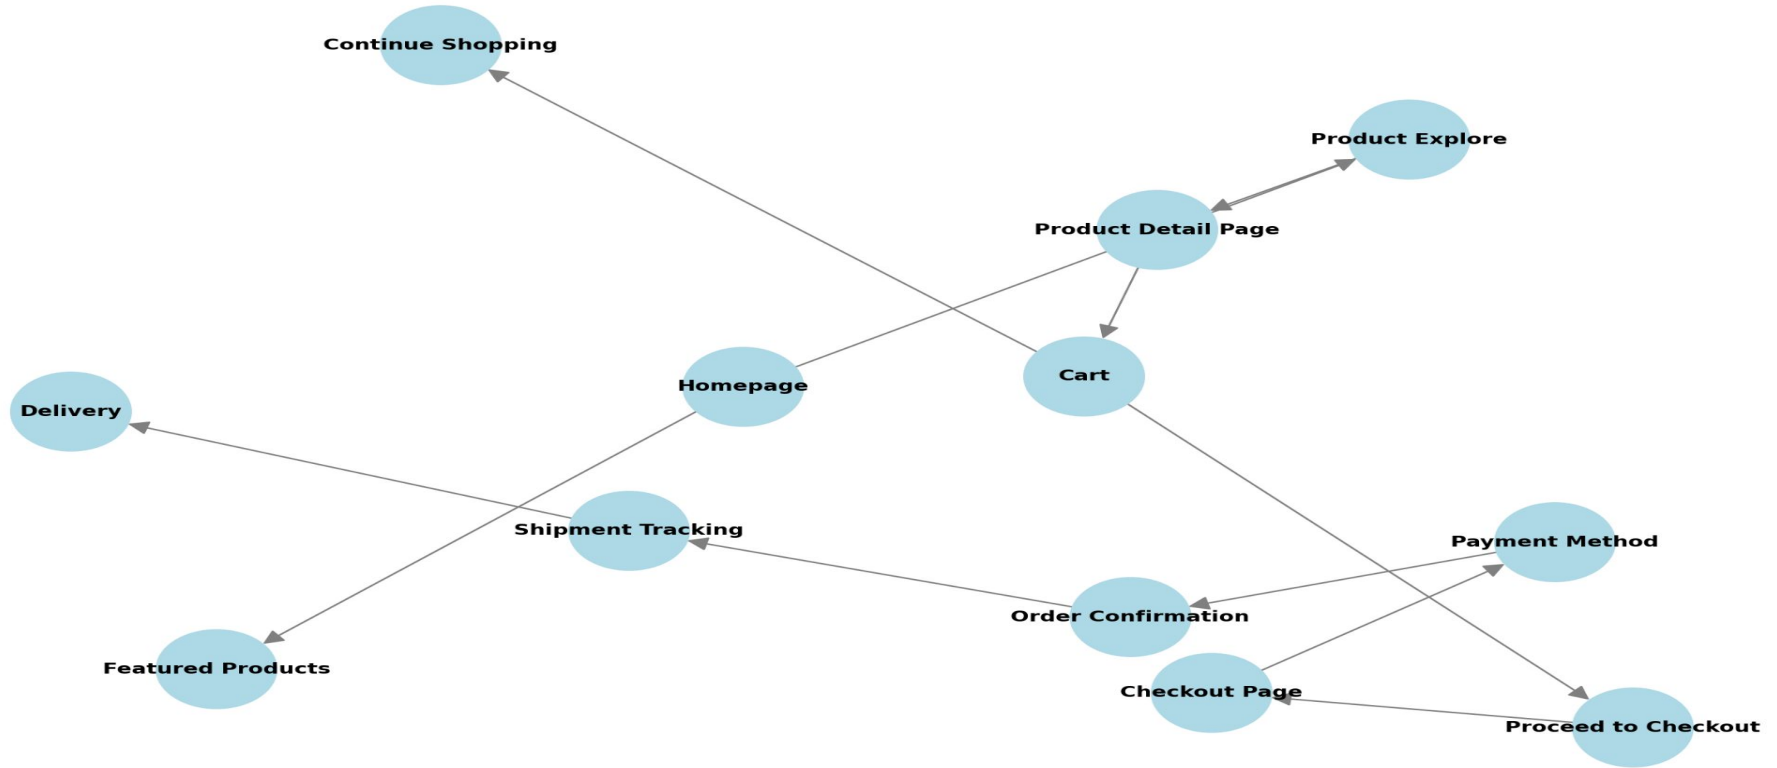 Continue Shopping
Product Explore
Product Detail Page
Cart
Homepage
Delivery
Shipment Tracking
Payment Method
Order Confirmation
Featured Products
Checkout Page
Proceed to Checkout